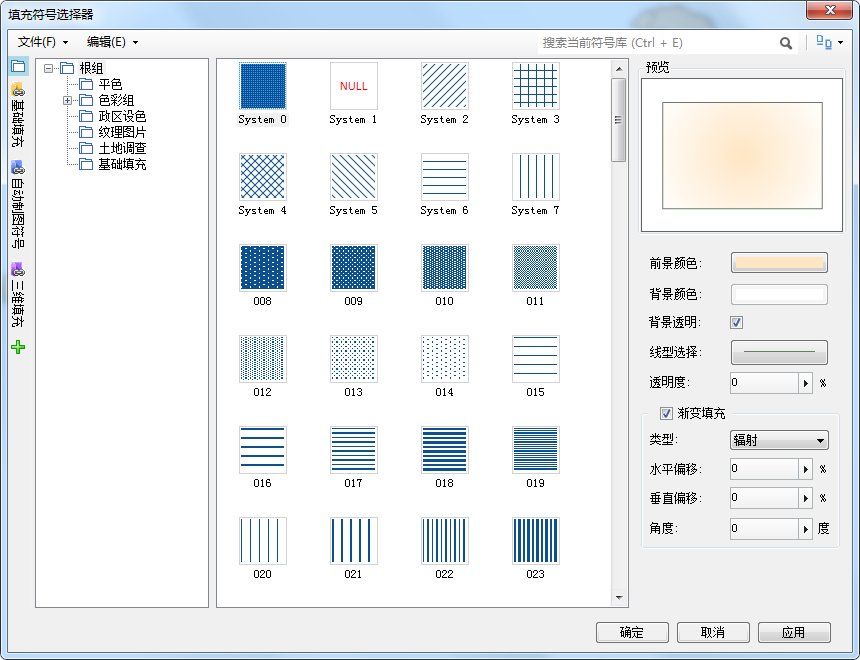 填充符号选择器
文件(F) 编辑(E) 搜索当前符号库 (Ctrl + E)
基础填充
自动制图符号
三维填充
根组
平色
色彩组
政区设色
纹理图片
土地调查
基础填充
NULL
System 0 System 1 System 2 System 3
System 4 System 5 System 6 System 7
008 009 010 011
012 013 014 015
016 017 018 019
020 021 022 023
预览
前景颜色:
背景颜色:
背景透明:
线型选择:
透明度: 0 %
渐变填充
类型: 辐射
水平偏移: 0 %
垂直偏移: 0 %
角度: 0 度
确定 取消 应用